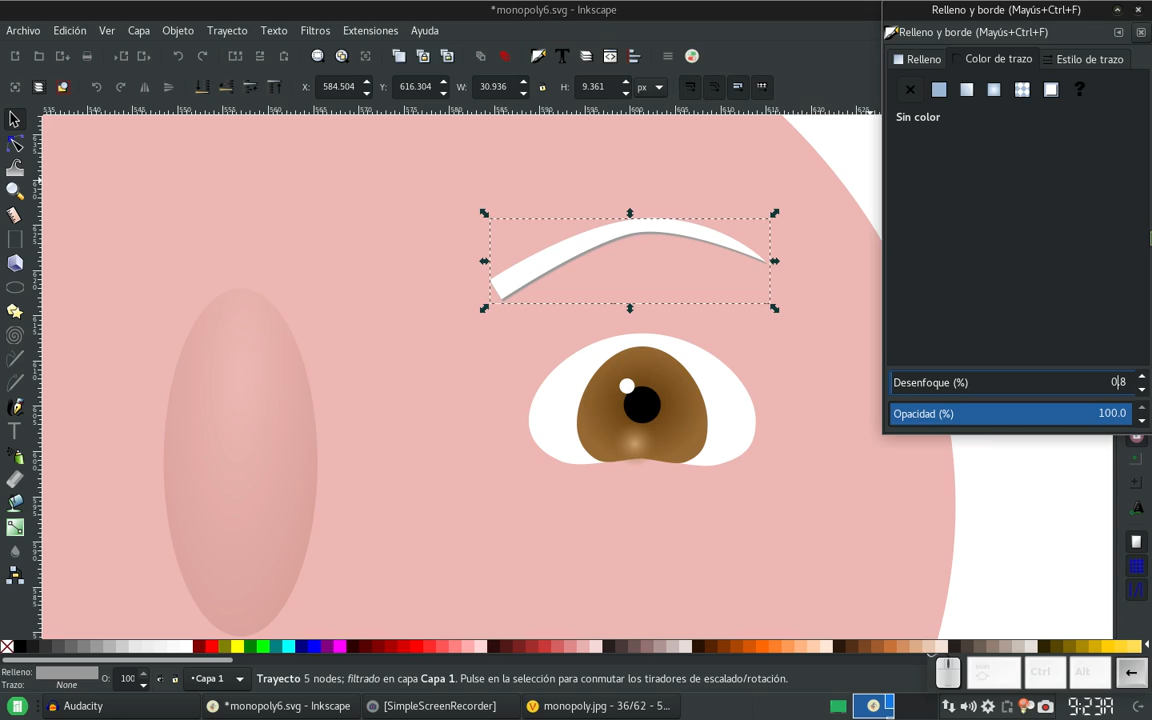 *monopoly6.svg - Inkscape
Relleno y borde (Mayús+Ctrl+F)
Archivo Edición Ver Capa Objeto Trayecto Texto Filtros Extensiones Ayuda
Relleno y borde (Mayús+Ctrl+F)
Relleno Color de trazo Estilo de trazo
X: 584.504 Y: 616.304 W: 30.936 H: 9.361 px
?
Sin color
Desenfoque (%) 0.8
Opacidad (%) 100.0
Relleno:
Trazo: None
O: 100
•Capa 1
Trayecto 5 nodes; filtrado en capa Capa 1. Pulse en la selección para conmutar los tiradores de escalado/rotación.
Shift Ctrl Alt
Audacity *monopoly6.svg - Inkscape [SimpleScreenRecorder] monopoly.jpg - 36/62 - 5...
9:23A